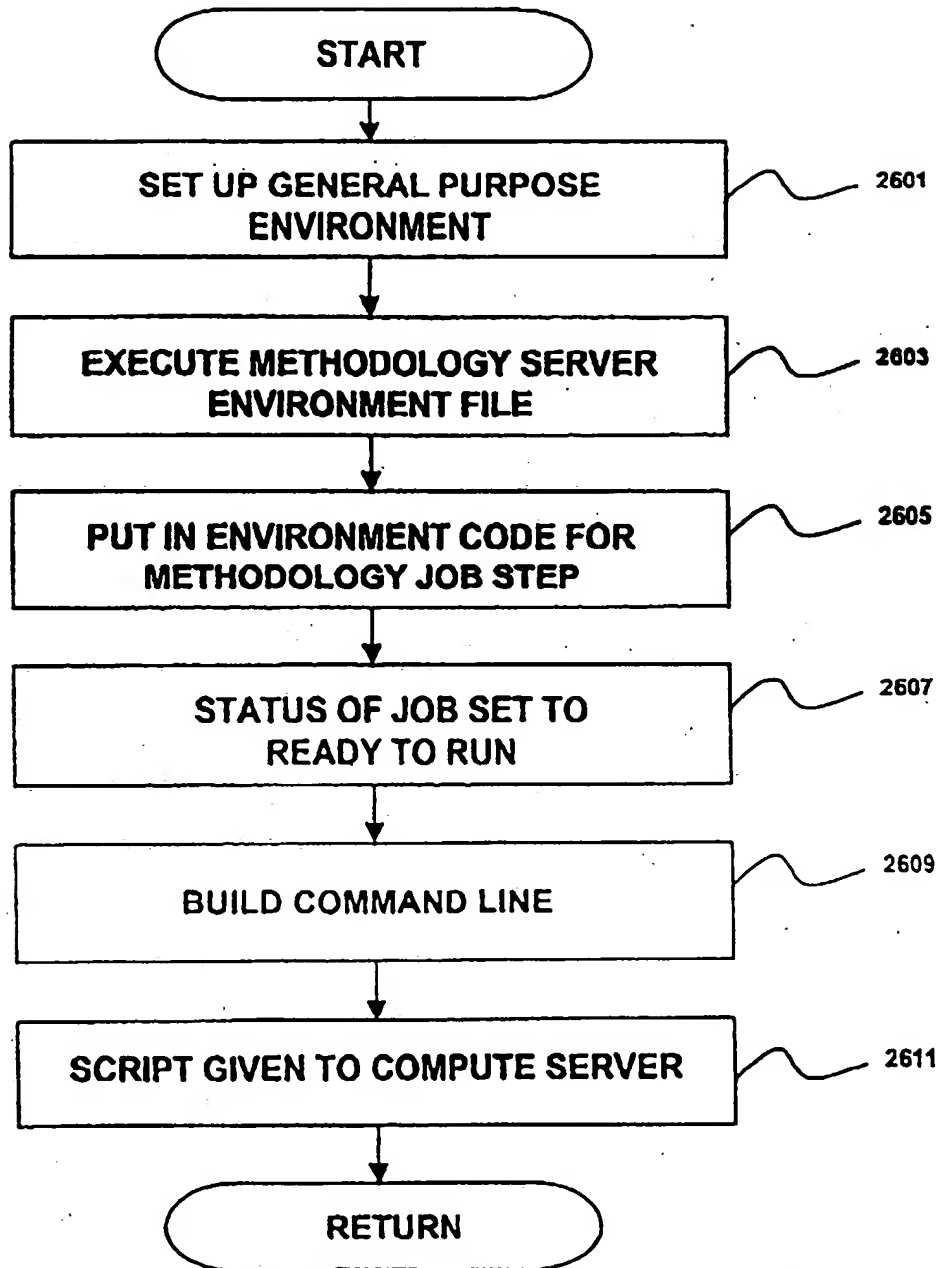 START
SET UP GENERAL PURPOSE
ENVIRONMENT
2601
EXECUTE METHODOLOGY SERVER
ENVIRONMENT FILE
2603
PUT IN ENVIRONMENT CODE FOR
METHODOLOGY JOB STEP
2605
STATUS OF JOB SET TO
READY TO RUN
2607
BUILD COMMAND LINE
2609
SCRIPT GIVEN TO COMPUTE SERVER
2611
RETURN